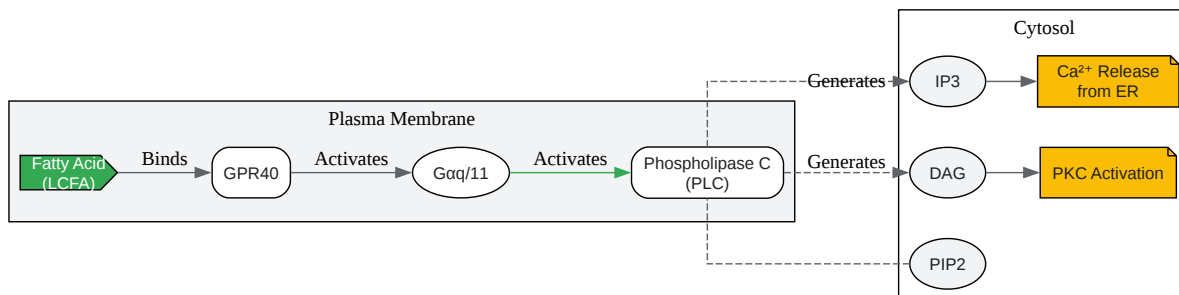 Cytosol
Generates
IP3
Ca²⁺ Release
from ER
Plasma Membrane
Fatty Acid
(LCFA)
Binds
GPR40
Activates
Gαq/11
Activates
Phospholipase C
(PLC)
Generates
DAG
PKC Activation
PIP2